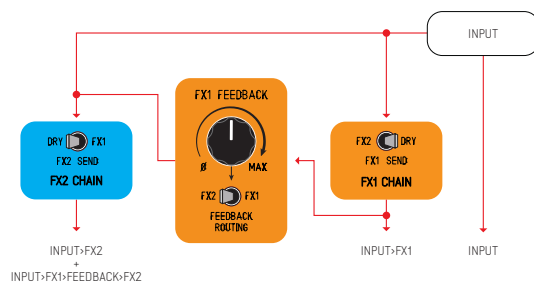 INPUT
FX1 FEEDBACK
Ø MAX
FX2 FX1
FEEDBACK
ROUTING
DRY FX1
FX2 SEND
FX2 CHAIN
FX2 DRY
FX1 SEND
FX1 CHAIN
INPUT>FX2
+
INPUT>FX1>FEEDBACK>FX2
INPUT>FX1
INPUT